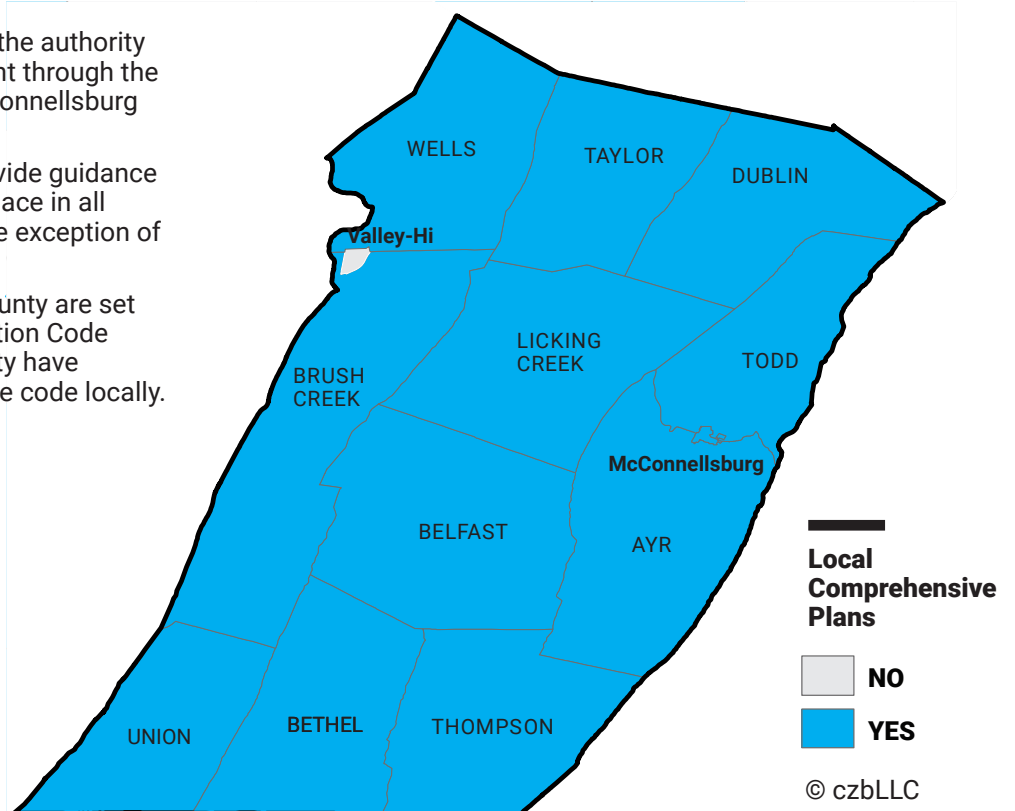 the authority
nt through the
onnellsburg
vide guidance
ace in all
e exception of
unty are set
tion Code
ty have
e code locally.
WELLS
TAYLOR
DUBLIN
Valley-Hi
LICKING
CREEK
TODD
BRUSH
CREEK
McConnellsburg
BELFAST
AYR
UNION
BETHEL
THOMPSON
Local
Comprehensive
Plans
NO
YES
© czbLLC